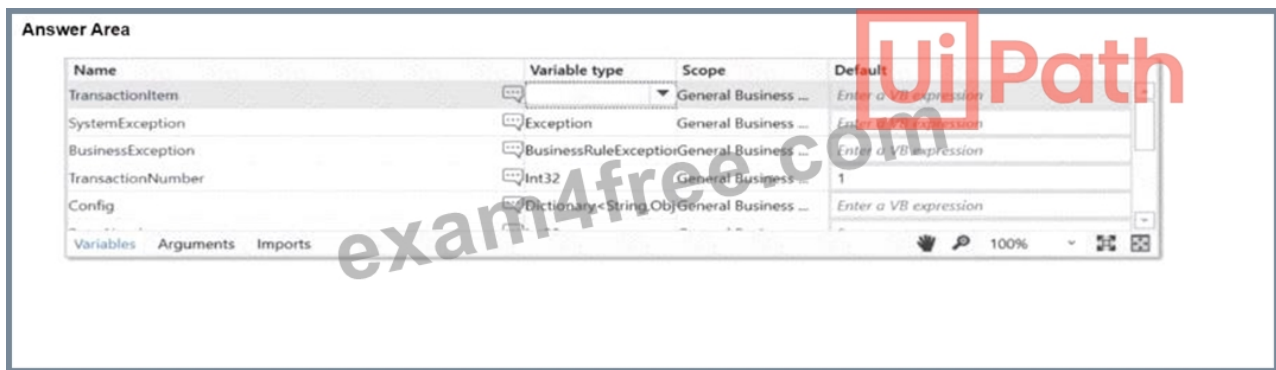 Answer Area
UiPath
Name Variable type Scope Default
TransactionItem General Business ... Enter a VB expression
SystemException Exception General Business ... Enter a VB expression
BusinessException BusinessRuleException General Business ... Enter a VB expression
TransactionNumber Int32 General Business ... 1
Config Dictionary<String,Obj General Business ... Enter a VB expression
Variables Arguments Imports 100%
exam4free.com